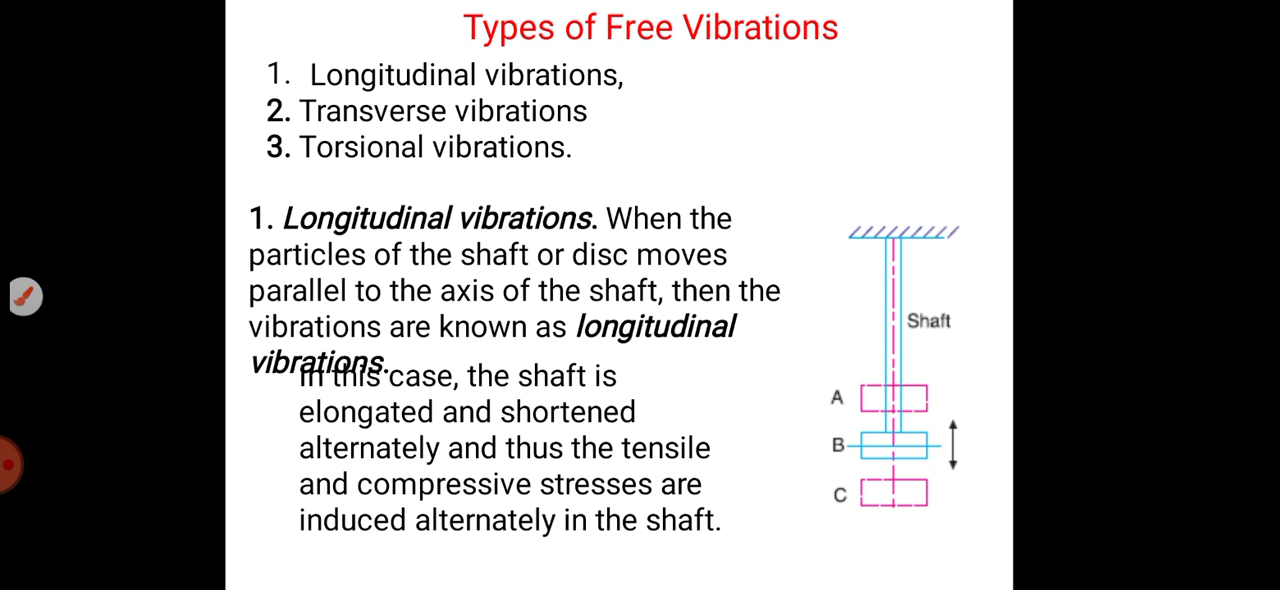 Types of Free Vibrations
1. Longitudinal vibrations,
2. Transverse vibrations
3. Torsional vibrations.
1. Longitudinal vibrations. When the
particles of the shaft or disc moves
parallel to the axis of the shaft, then the
vibrations are known as longitudinal
vibrations.
In this case, the shaft is
elongated and shortened
alternately and thus the tensile
and compressive stresses are
induced alternately in the shaft.
Shaft
A
B
C